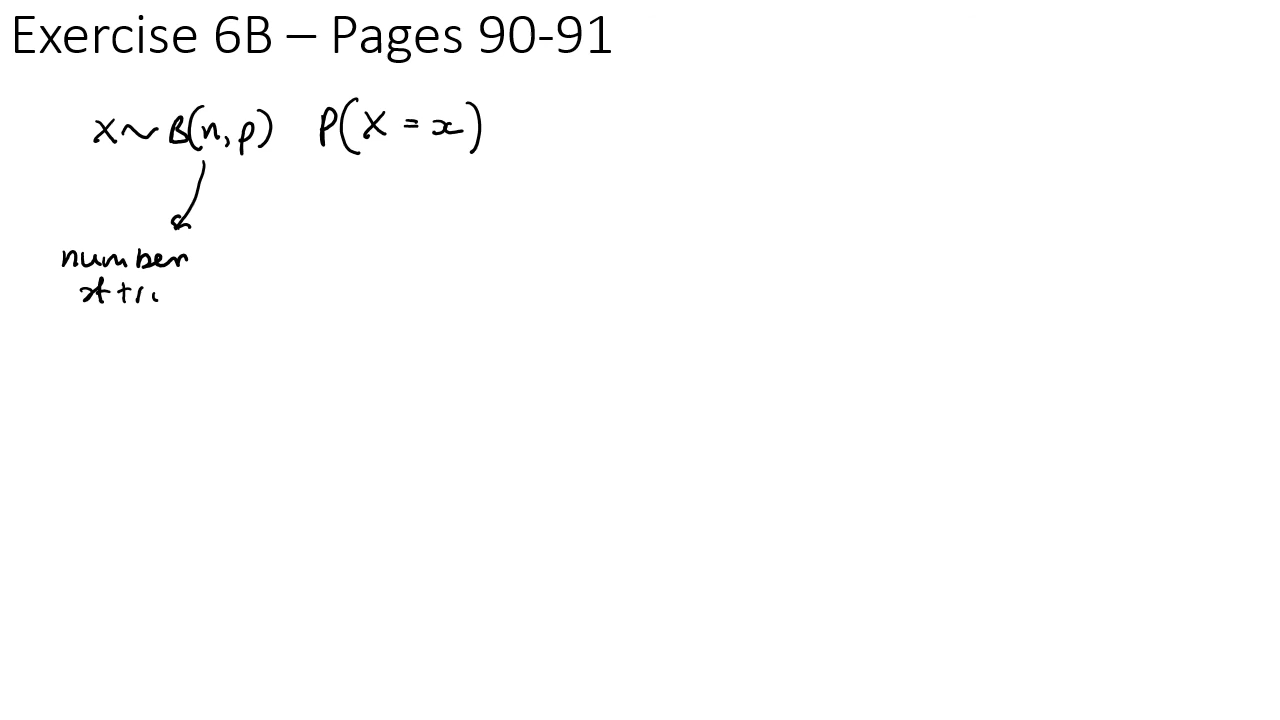 Exercise 6B – Pages 90-91
X~B(n,p) P(X = x)
number